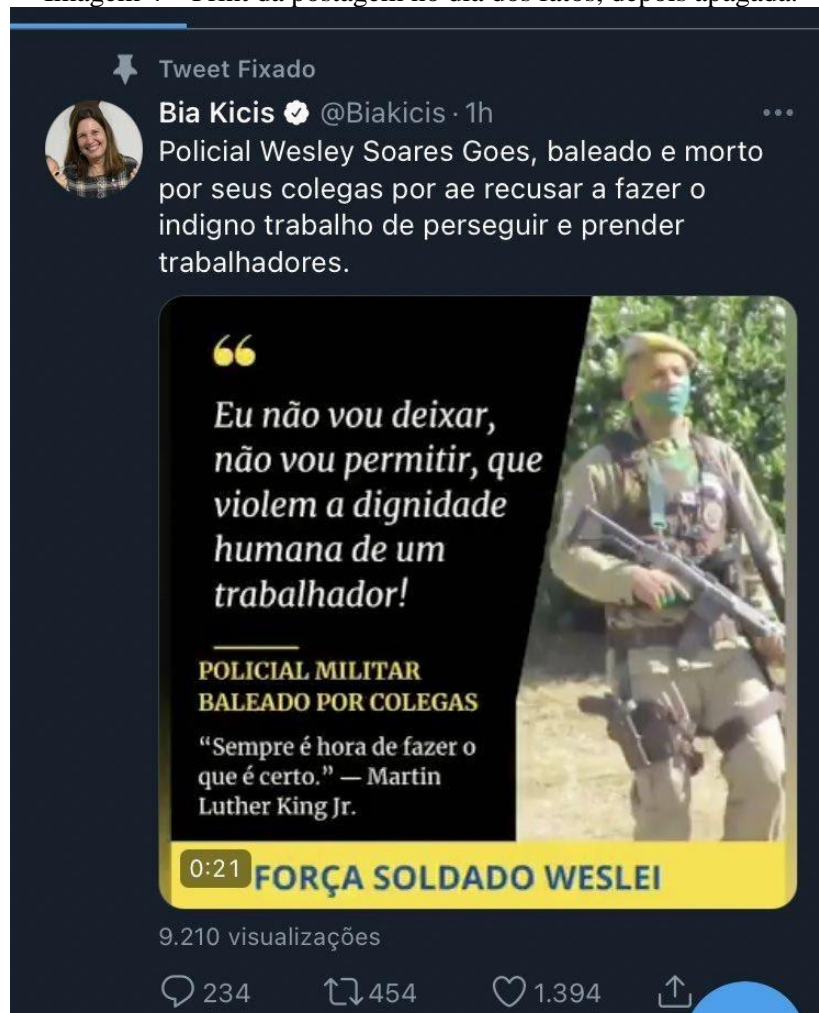 Tweet Fixado
Bia Kicis @Biakicis · 1h
Policial Wesley Soares Goes, baleado e morto
por seus colegas por ae recusar a fazer o
indigno trabalho de perseguir e prender
trabalhadores.
Eu não vou deixar,
não vou permitir, que
violem a dignidade
humana de um
trabalhador!
POLICIAL MILITAR
BALEADO POR COLEGAS
“Sempre é hora de fazer o
que é certo.” — Martin
Luther King Jr.
0:21 FORÇA SOLDADO WESLEI
9.210 visualizações
234 454 1.394